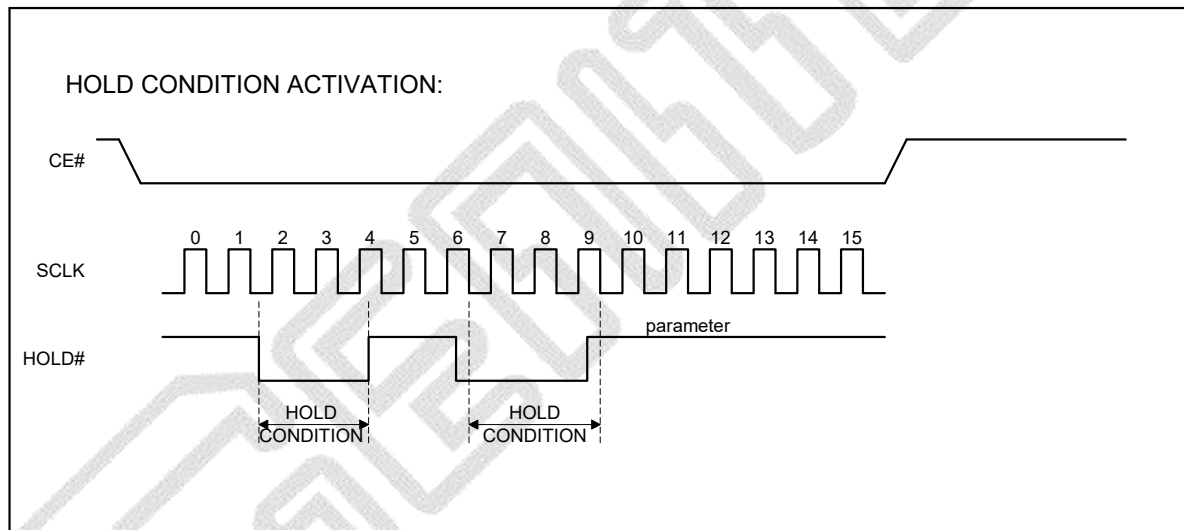 HOLD CONDITION ACTIVATION:
CE#
0 1 2 3 4 5 6 7 8 9 10 11 12 13 14 15
SCLK
parameter
HOLD#
HOLD CONDITION
HOLD CONDITION